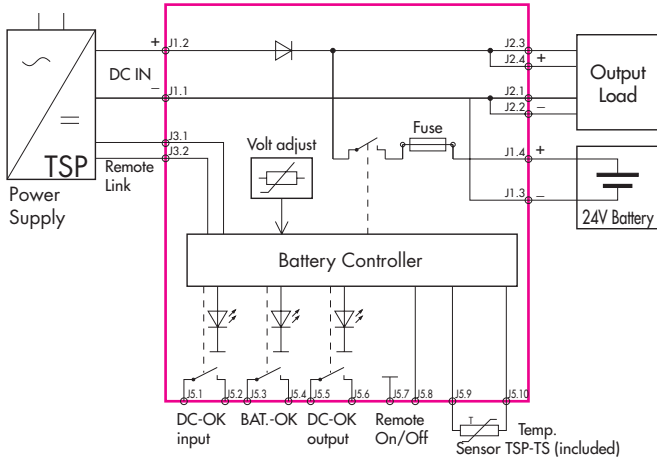 +
J1.2
J2.3
J2.4
+
DC IN
Output
Load
−
J1.1
J2.1
J2.2
−
J3.1
Volt adjust
Fuse
+
TSP
J3.2
J1.4
Remote
Link
Power
Supply
J1.3
−
24V Battery
Battery Controller
J5.1
J5.2
J5.3
J5.4
J5.5
J5.6
J5.7
J5.8
J5.9
J5.10
DC-OK
input
BAT.-OK
DC-OK
output
Remote
On/Off
T
Temp.
Sensor TSP-TS (included)